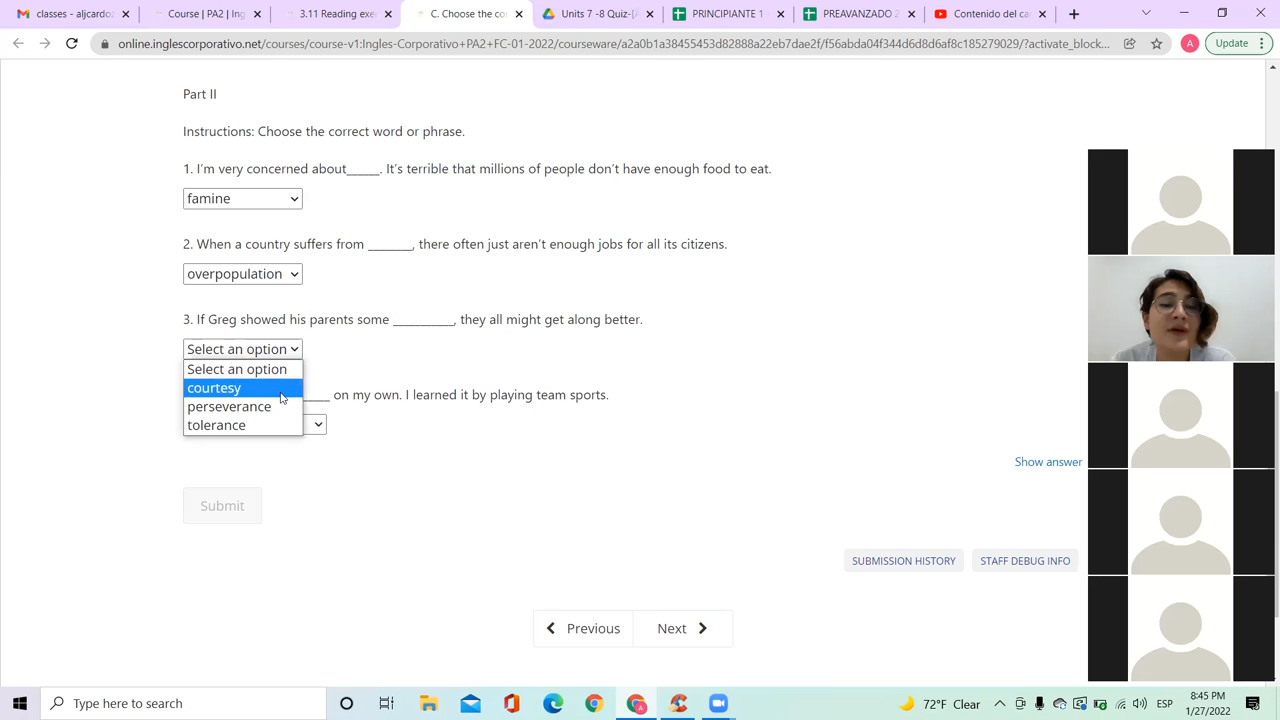 classes - aljcar
Course | PA2 | Ing
3.11 Reading exe
C. Choose the co
Units 7 -8 Quiz-[A
PRINCIPIANTE 1
PREAVANZADO 2
Contenido del ca
online.inglescorporativo.net/courses/course-v1:Ingles-Corporativo+PA2+FC-01-2022/courseware/a2a0b1a38455453d82888a22eb7dae2f/f56abda04f344d6d8d6af8c185279029/?activate_block...
A
Update
Part II
Instructions: Choose the correct word or phrase.
1. I’m very concerned about______. It’s terrible that millions of people don’t have enough food to eat.
famine
2. When a country suffers from ________, there often just aren’t enough jobs for all its citizens.
overpopulation
3. If Greg showed his parents some ___________, they all might get along better.
Select an option
Select an option
courtesy
on my own. I learned it by playing team sports.
perseverance
tolerance
Show answer
Submit
SUBMISSION HISTORY
STAFF DEBUG INFO
Previous
Next
Type here to search
72°F Clear
ESP
8:45 PM
1/27/2022